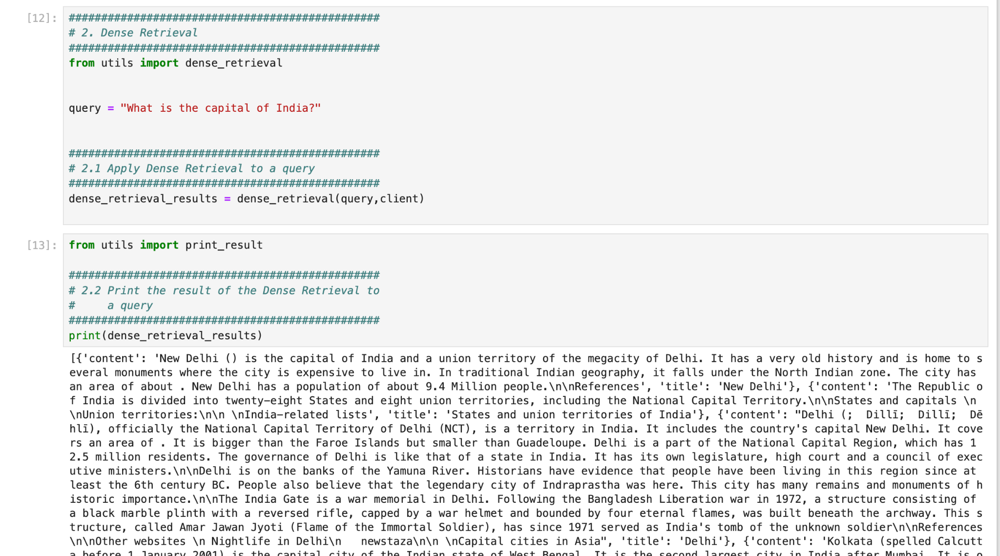 [12]:
################################################
# 2. Dense Retrieval
################################################
from utils import dense_retrieval
query = "What is the capital of India?"
################################################
# 2.1 Apply Dense Retrieval to a query
################################################
dense_retrieval_results = dense_retrieval(query,client)
[13]:
from utils import print_result
################################################
# 2.2 Print the result of the Dense Retrieval to
#     a query
################################################
print(dense_retrieval_results)
[{'content': 'New Delhi () is the capital of India and a union territory of the megacity of Delhi. It has a very old history and is home to s
everal monuments where the city is expensive to live in. In traditional Indian geography, it falls under the North Indian zone. The city has
an area of about . New Delhi has a population of about 9.4 Million people.\n\nReferences', 'title': 'New Delhi'}, {'content': 'The Republic o
f India is divided into twenty-eight States and eight union territories, including the National Capital Territory.\n\nStates and capitals \n
\nUnion territories:\n\n \nIndia-related lists', 'title': 'States and union territories of India'}, {'content': "Delhi (;  Dillī;  Dillī;  Dē
hlī), officially the National Capital Territory of Delhi (NCT), is a territory in India. It includes the country's capital New Delhi. It cove
rs an area of . It is bigger than the Faroe Islands but smaller than Guadeloupe. Delhi is a part of the National Capital Region, which has 1
2.5 million residents. The governance of Delhi is like that of a state in India. It has its own legislature, high court and a council of exec
utive ministers.\n\nDelhi is on the banks of the Yamuna River. Historians have evidence that people have been living in this region since at
least the 6th century BC. People also believe that the legendary city of Indraprastha was here. This city has many remains and monuments of h
istoric importance.\n\nThe India Gate is a war memorial in Delhi. Following the Bangladesh Liberation war in 1972, a structure consisting of
a black marble plinth with a reversed rifle, capped by a war helmet and bounded by four eternal flames, was built beneath the archway. This s
tructure, called Amar Jawan Jyoti (Flame of the Immortal Soldier), has since 1971 served as India's tomb of the unknown soldier\n\nReferences
\n\nOther websites \n Nightlife in Delhi\n   newstaza\n\n \nCapital cities in Asia", 'title': 'Delhi'}, {'content': 'Kolkata (spelled Calcutt
a before 1 January 2001) is the capital city of the Indian state of West Bengal. It is the second largest city in India after Mumbai. It is o